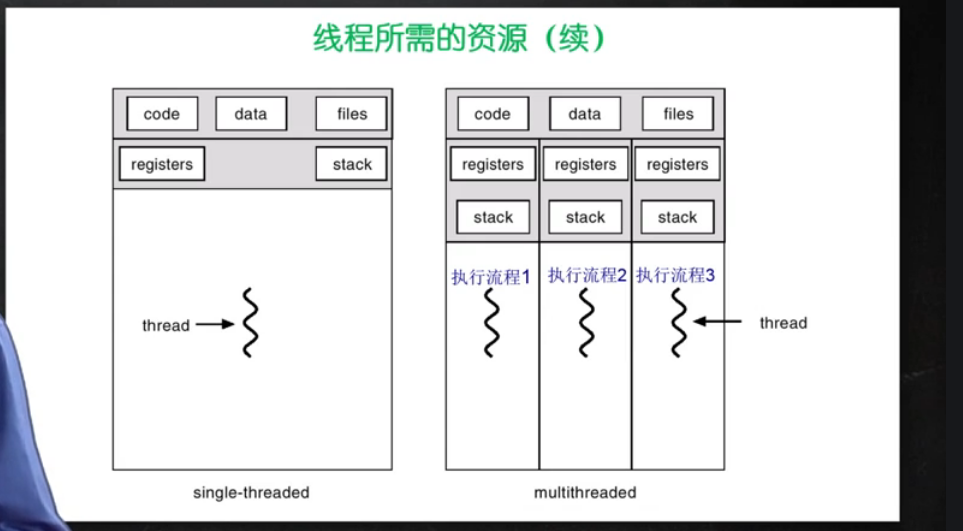 线程所需的资源（续）
code data files
registers stack
thread
single-threaded
code data files
registers registers registers
stack stack stack
执行流程1 执行流程2 执行流程3
thread
multithreaded